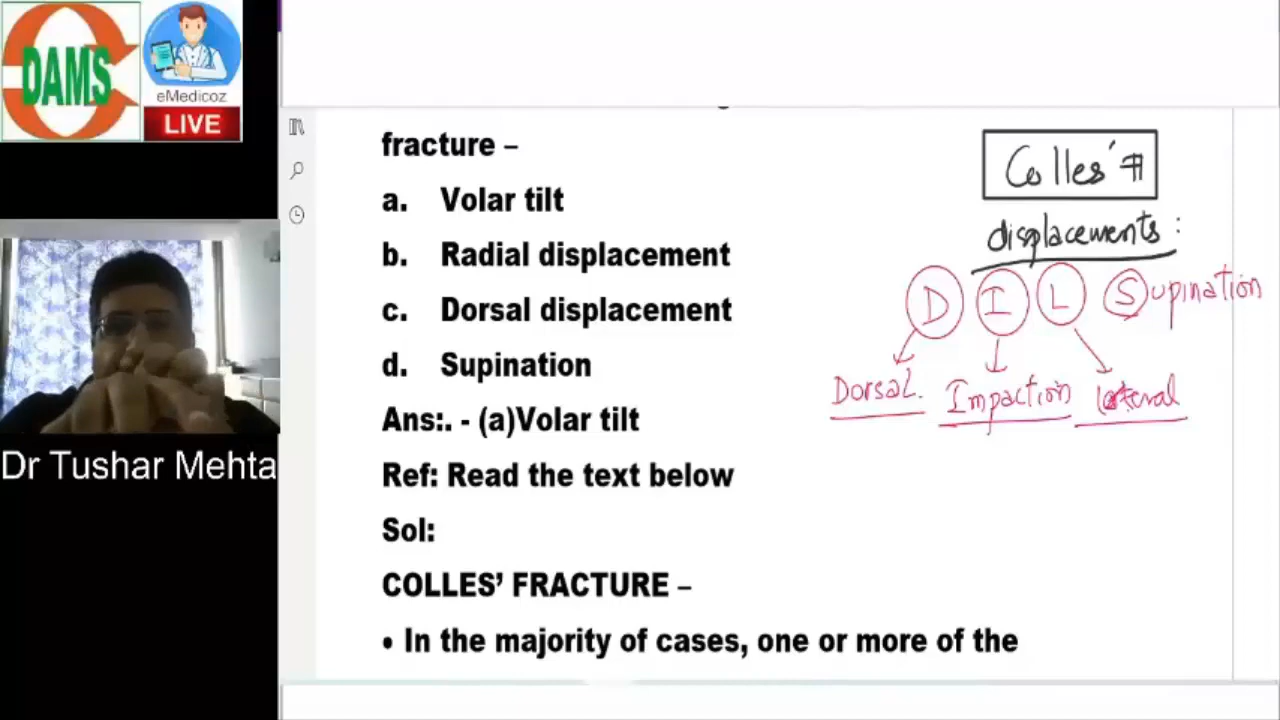 DAMS
eMedicoz
LIVE
Dr Tushar Mehta
fracture –
a. Volar tilt
b. Radial displacement
c. Dorsal displacement
d. Supination
Ans:. - (a)Volar tilt
Ref: Read the text below
Sol:
COLLES’ FRACTURE –
• In the majority of cases, one or more of the
Colles' #
displacements:
D I L Supination
Dorsal. Impaction lateral